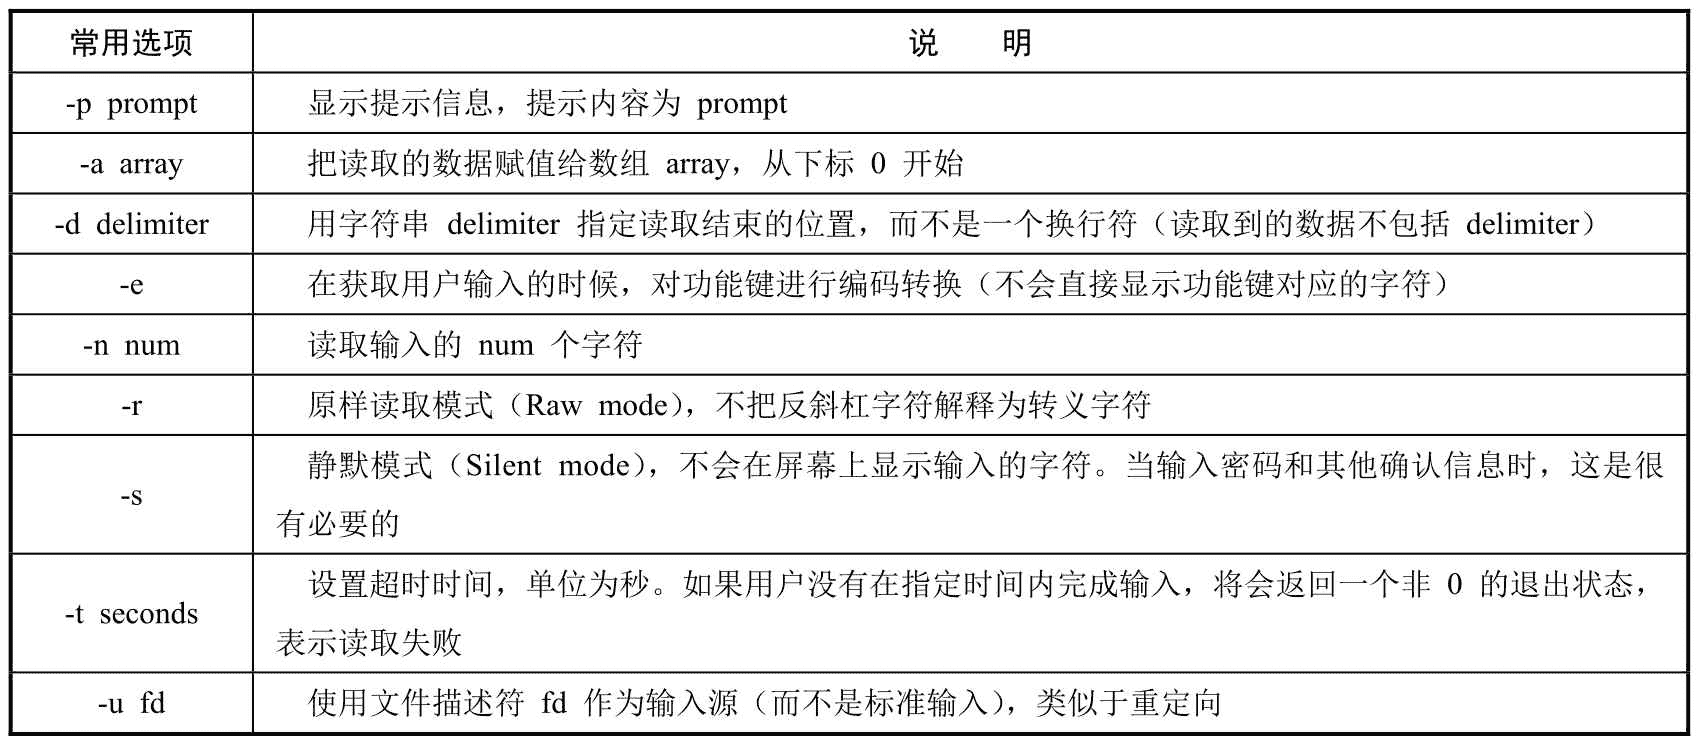 常用选项 说 明
-p prompt 显示提示信息，提示内容为 prompt
-a array 把读取的数据赋值给数组 array，从下标 0 开始
-d delimiter 用字符串 delimiter 指定读取结束的位置，而不是一个换行符（读取到的数据不包括 delimiter）
-e 在获取用户输入的时候，对功能键进行编码转换（不会直接显示功能键对应的字符）
-n num 读取输入的 num 个字符
-r 原样读取模式（Raw mode），不把反斜杠字符解释为转义字符
-s 静默模式（Silent mode），不会在屏幕上显示输入的字符。当输入密码和其他确认信息时，这是很
有必要的
-t seconds 设置超时时间，单位为秒。如果用户没有在指定时间内完成输入，将会返回一个非 0 的退出状态，
表示读取失败
-u fd 使用文件描述符 fd 作为输入源（而不是标准输入），类似于重定向